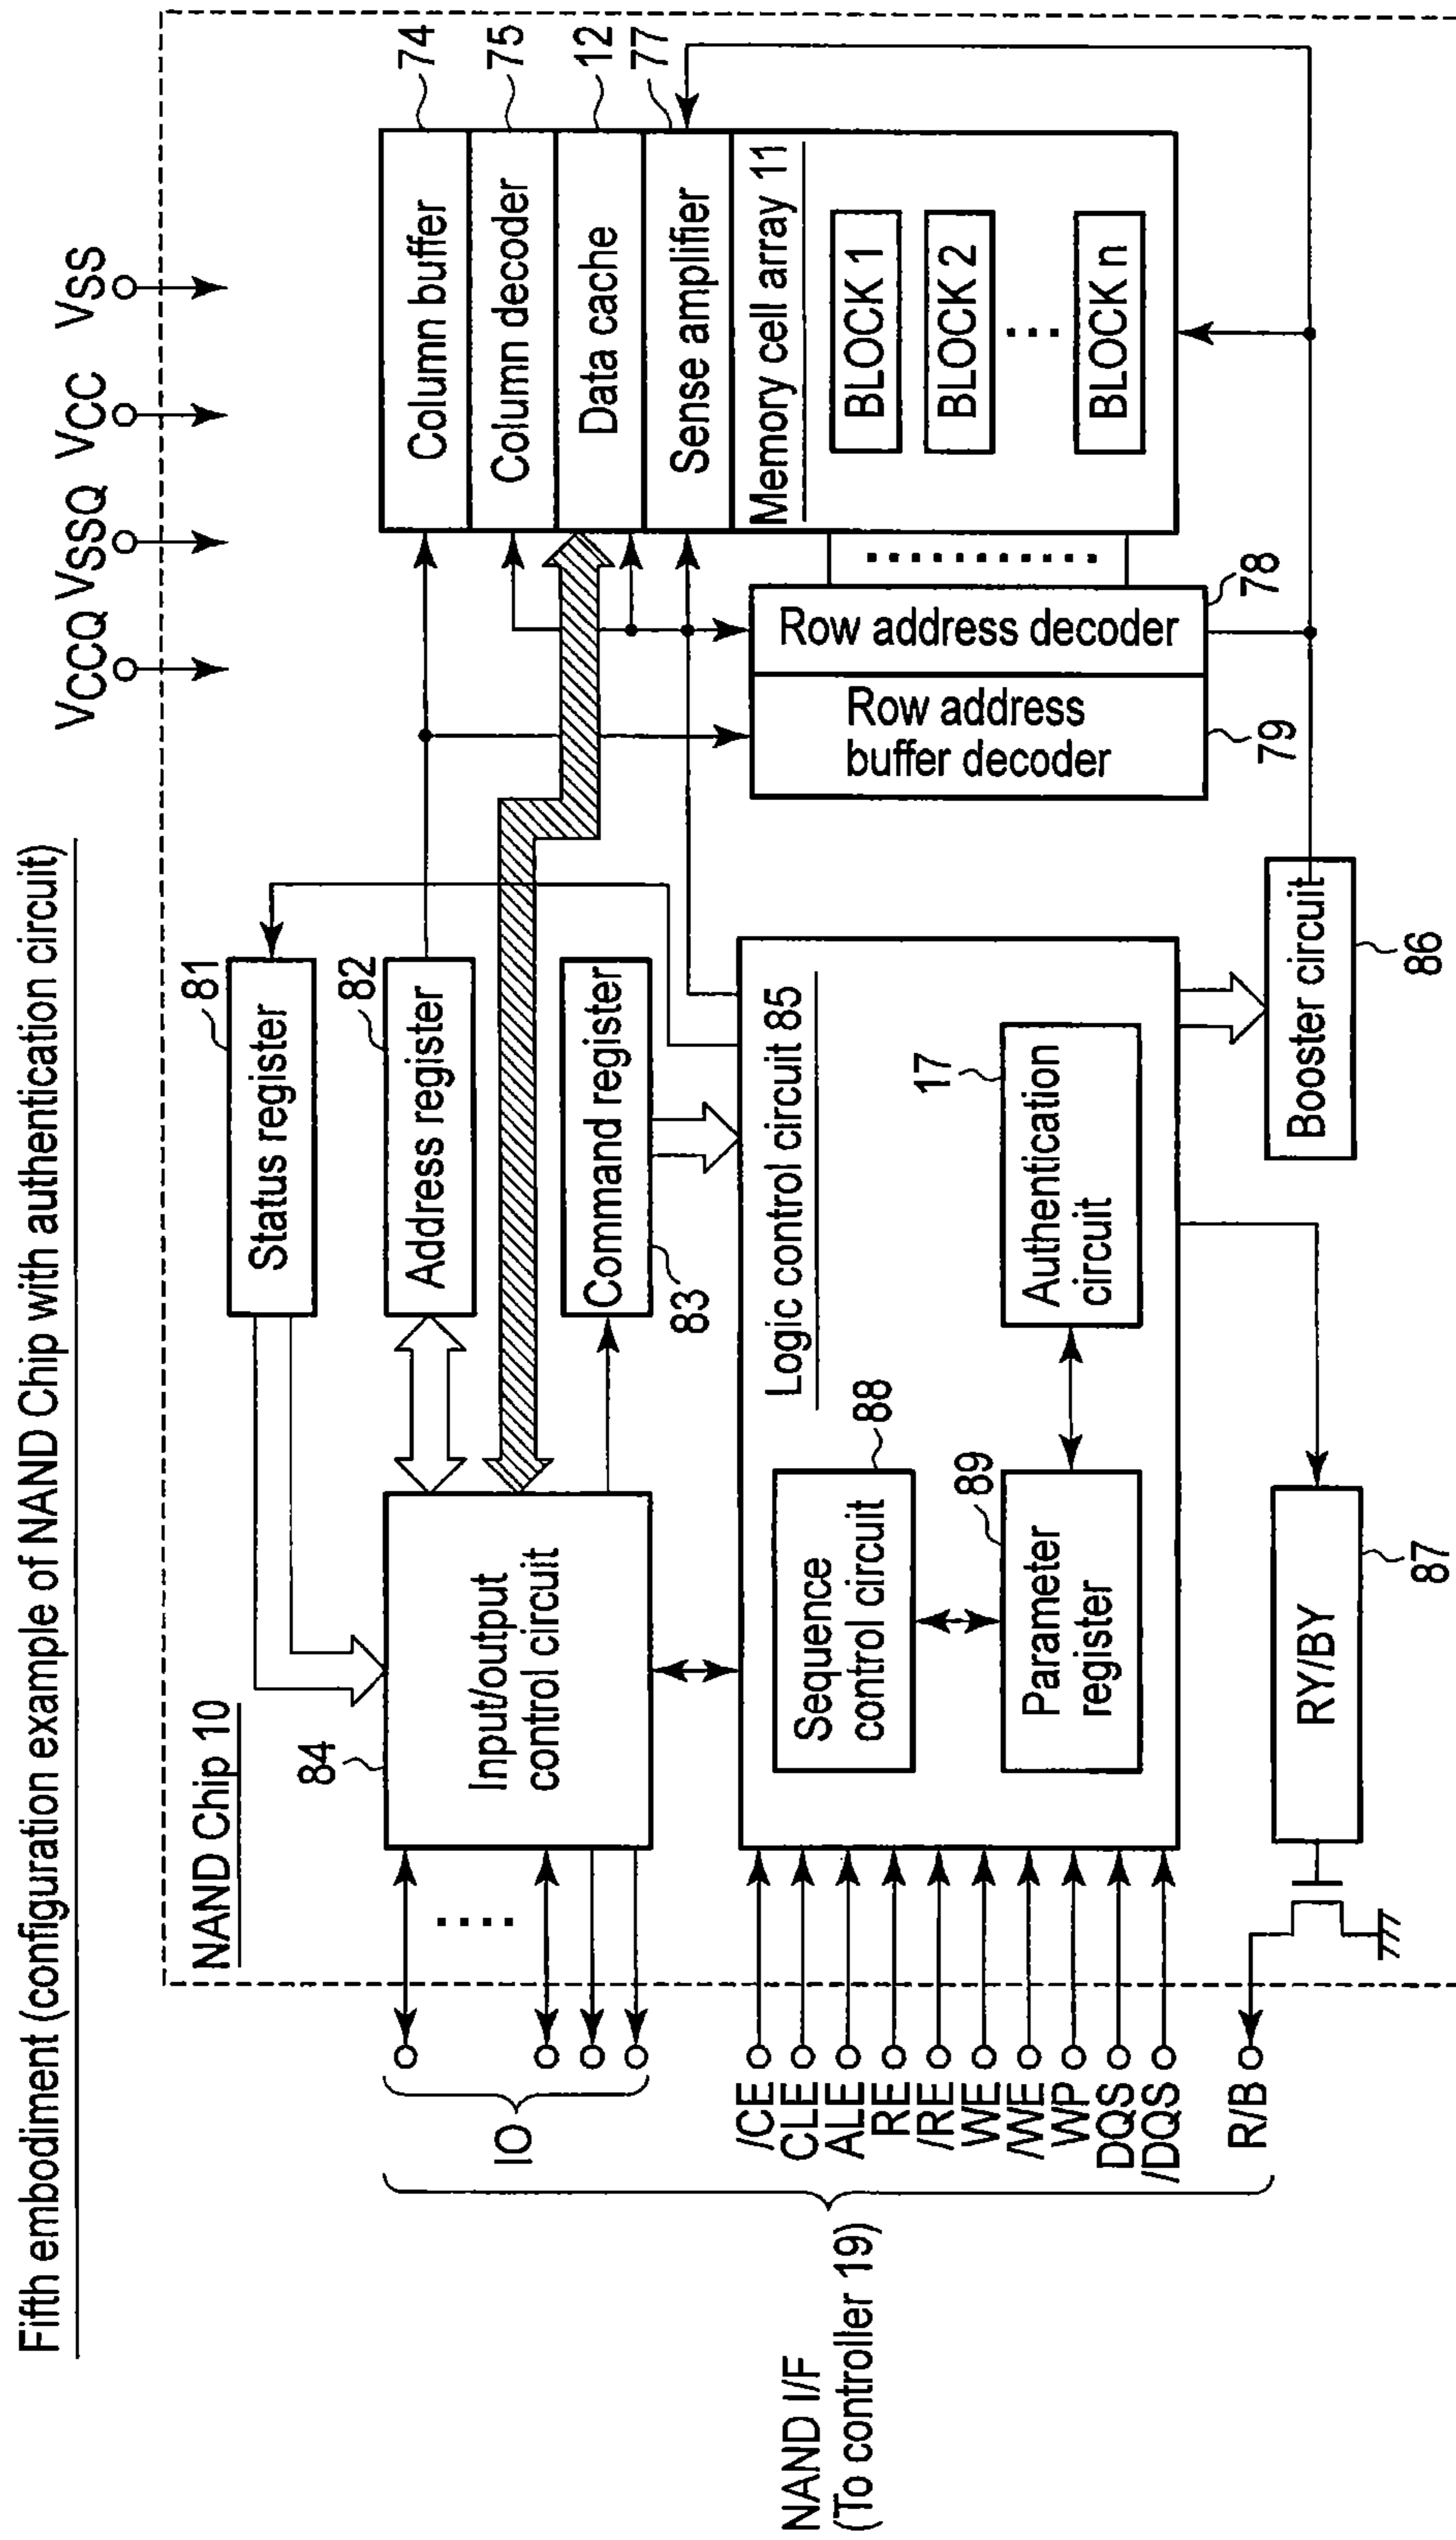 Fifth embodiment (configuration example of NAND Chip with authentication circuit)
VCCQ VSSQ VCC VSS
NAND Chip 10
81
Status register
82
Address register
Command register
83
84
Input/output
control circuit
Column buffer
74
Column decoder
75
Data cache
12
Sense amplifier
77
Memory cell array 11
BLOCK 1
BLOCK 2
BLOCK n
Row address decoder
78
Row address
buffer decoder
79
Logic control circuit 85
Sequence
control circuit
88
Parameter
register
89
Authentication
circuit
17
Booster circuit
86
RY/BY
87
IO
/CE
CLE
ALE
RE
/RE
WE
/WE
WP
DQS
/DQS
R/B
NAND I/F
(To controller 19)